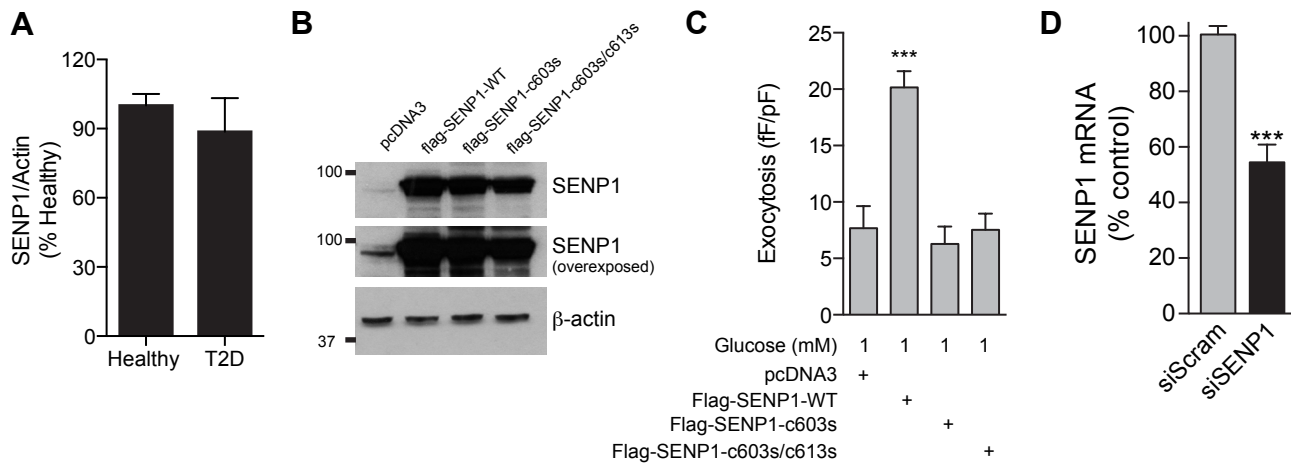 A
SENP1/Actin
(% Healthy)
120
90
60
30
0
Healthy T2D
B
pcDNA3
flag-SENP1-WT
flag-SENP1-c603s
flag-SENP1-c603s/c613s
100
SENP1
100
SENP1
(overexposed)
β-actin
37
C
Exocytosis (fF/pF)
25
20
15
10
5
0
***
Glucose (mM) 1 1 1 1
pcDNA3 +
Flag-SENP1-WT +
Flag-SENP1-c603s +
Flag-SENP1-c603s/c613s +
D
SENP1 mRNA
(% control)
100
80
60
40
20
0
***
siScram
siSENP1